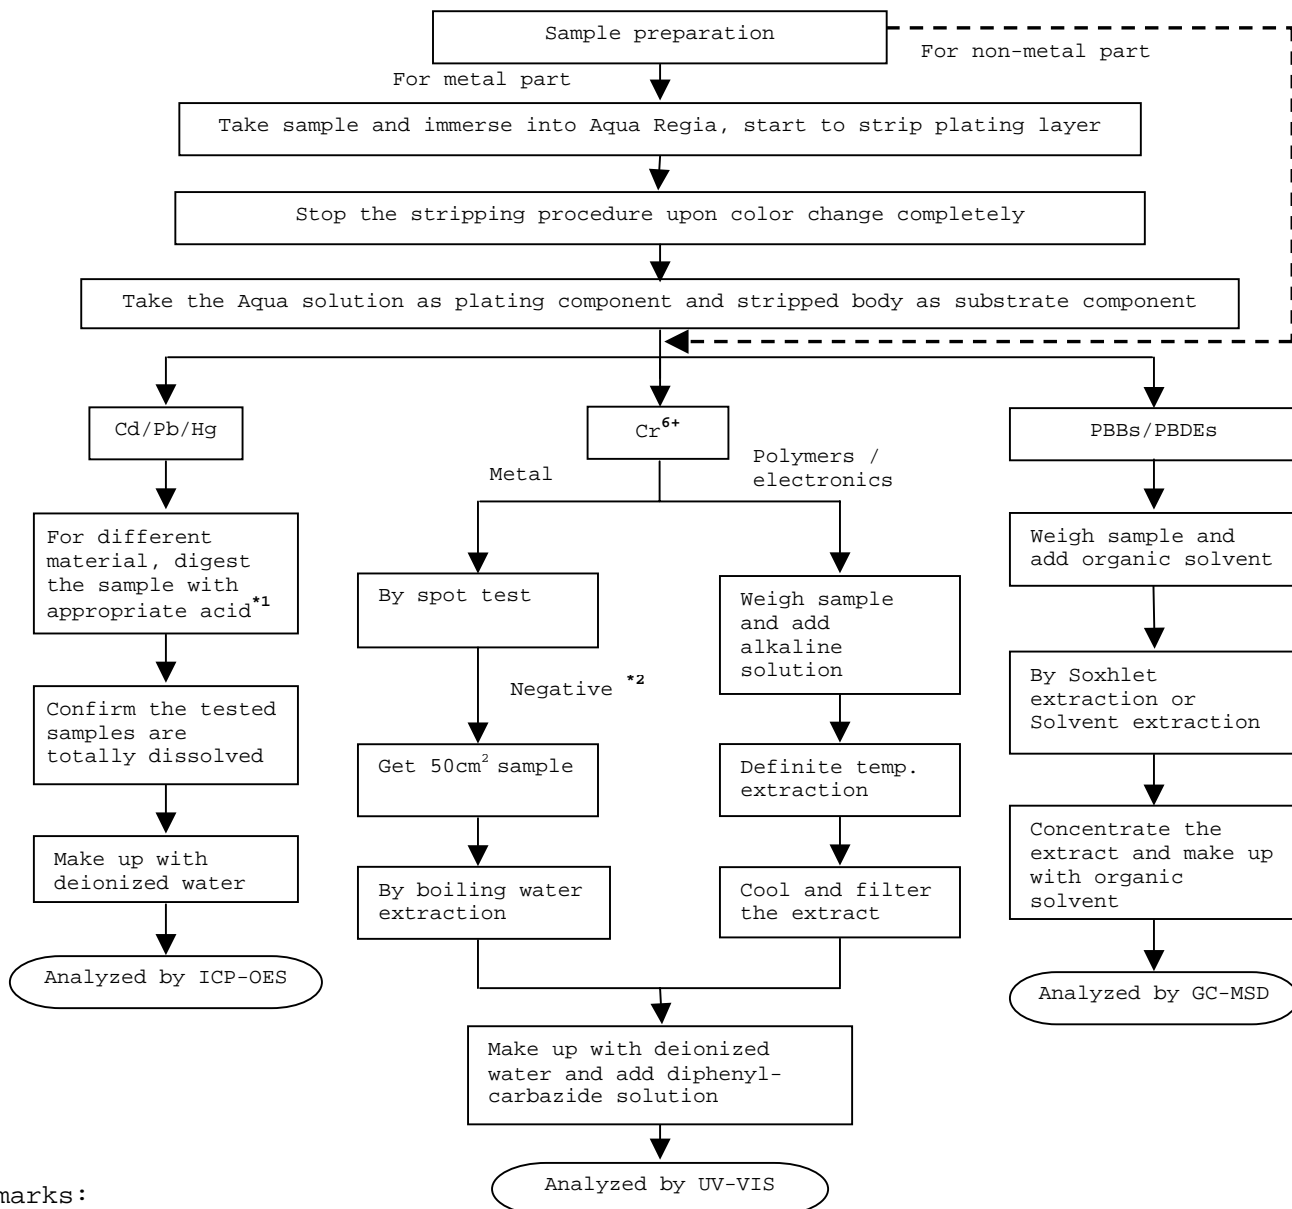 Sample preparation
For non-metal part
For metal part
Take sample and immerse into Aqua Regia, start to strip plating layer
Stop the stripping procedure upon color change completely
Take the Aqua solution as plating component and stripped body as substrate component
Cd/Pb/Hg
Cr⁶⁺
PBBs/PBDEs
Metal
Polymers /
electronics
For different
material, digest
the sample with
appropriate acid*1
By spot test
Weigh sample
and add
alkaline
solution
Weigh sample and
add organic solvent
Negative *2
Confirm the tested
samples are
totally dissolved
Get 50cm² sample
Definite temp.
extraction
By Soxhlet
extraction or
Solvent extraction
Make up with
deionized water
By boiling water
extraction
Cool and filter
the extract
Concentrate the
extract and make up
with organic
solvent
Analyzed by ICP-OES
Analyzed by GC-MSD
Make up with deionized
water and add diphenyl-
carbazide solution
Analyzed by UV-VIS
marks: